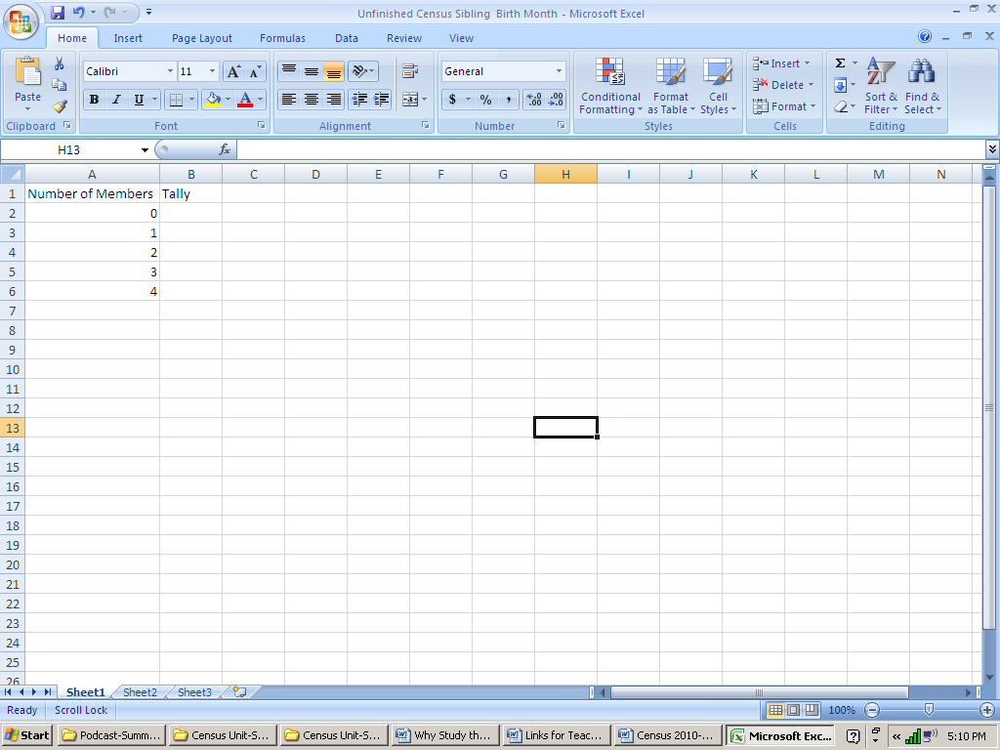 Unfinished Census Sibling Birth Month - Microsoft Excel
Home Insert Page Layout Formulas Data Review View
Paste
Calibri 11 A A
B I U A
General
$ % , .00 .0
Conditional Formatting
Format as Table
Cell Styles
Insert
Delete
Format
Σ
Sort & Filter
Find & Select
Clipboard Font Alignment Number Styles Cells Editing
H13 fx
A B C D E F G H I J K L M N
1 Number of Members Tally
2 0
3 1
4 2
5 3
6 4
7
8
9
10
11
12
13
14
15
16
17
18
19
20
21
22
23
24
25
26
Sheet1 Sheet2 Sheet3
Ready Scroll Lock 100%
Start Podcast-Summ... Census Unit-S... Census Unit-S... Why Study th... Links for Teac... Census 2010-... Microsoft Exc... ? « 5:10 PM